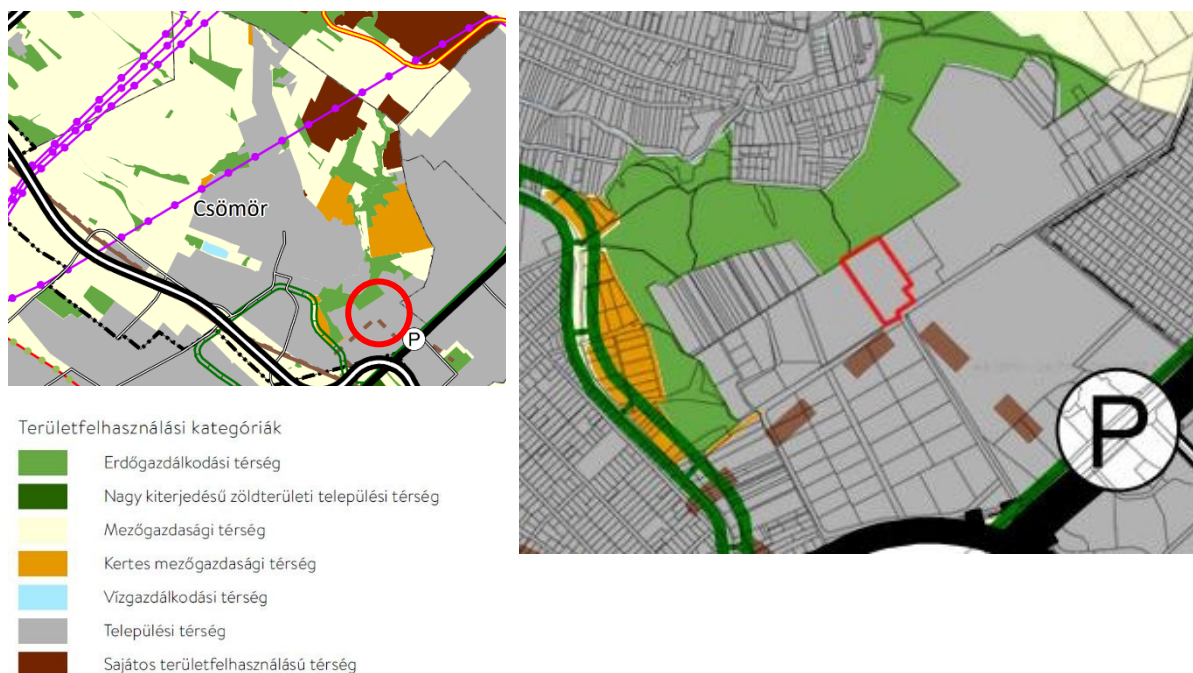 Csömör
P
P
Területfelhasználási kategóriák
Erdőgazdálkodási térség
Nagy kiterjedésű zöldterületi települési térség
Mezőgazdasági térség
Kertes mezőgazdasági térség
Vízgazdálkodási térség
Települési térség
Sajátos területfelhasználású térség